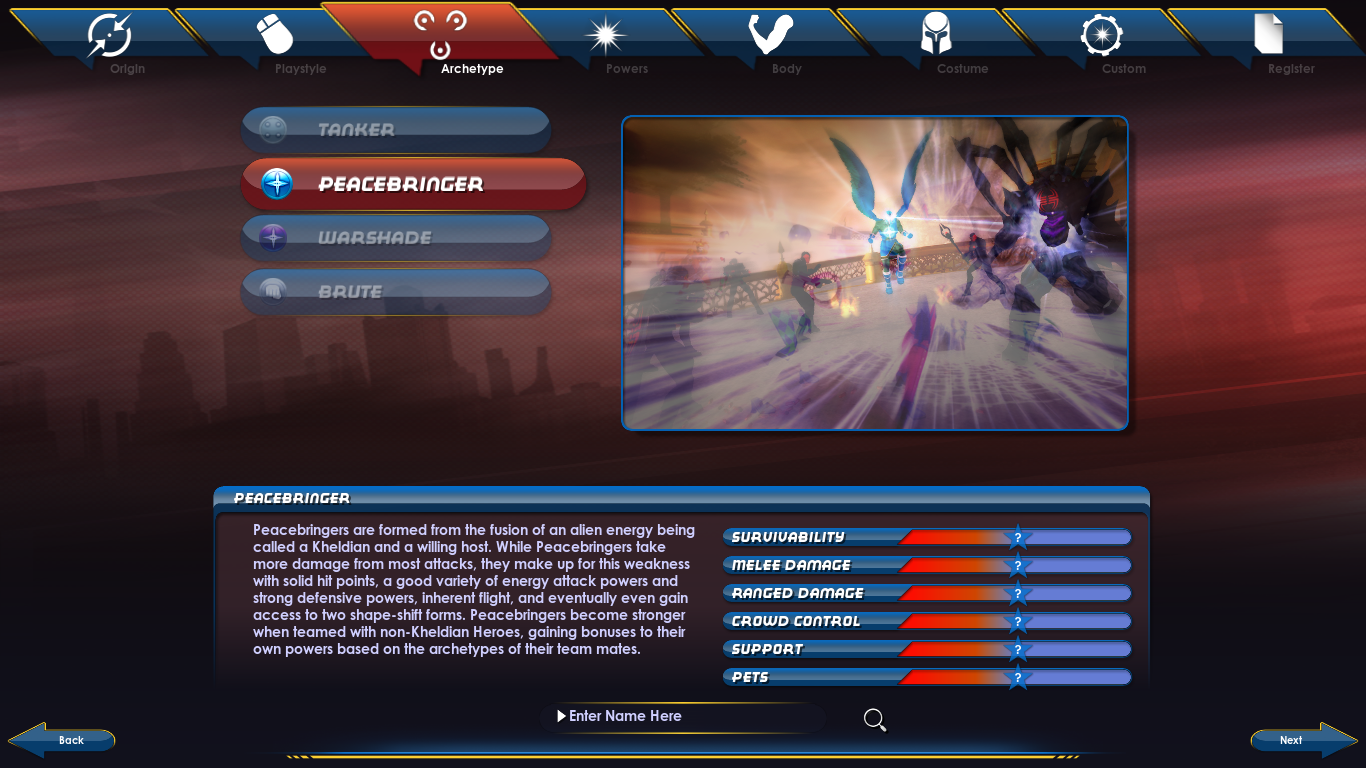 Origin
Playstyle
Archetype
Powers
Body
Costume
Custom
Register
TANKER
PEACEBRINGER
WARSHADE
BRUTE
PEACEBRINGER
Peacebringers are formed from the fusion of an alien energy being
called a Kheldian and a willing host. While Peacebringers take
more damage from most attacks, they make up for this weakness
with solid hit points, a good variety of energy attack powers and
strong defensive powers, inherent flight, and eventually even gain
access to two shape-shift forms. Peacebringers become stronger
when teamed with non-Kheldian Heroes, gaining bonuses to their
own powers based on the archetypes of their team mates.
SURVIVABILITY ?
MELEE DAMAGE ?
RANGED DAMAGE ?
CROWD CONTROL ?
SUPPORT ?
PETS ?
Enter Name Here
Back
Next